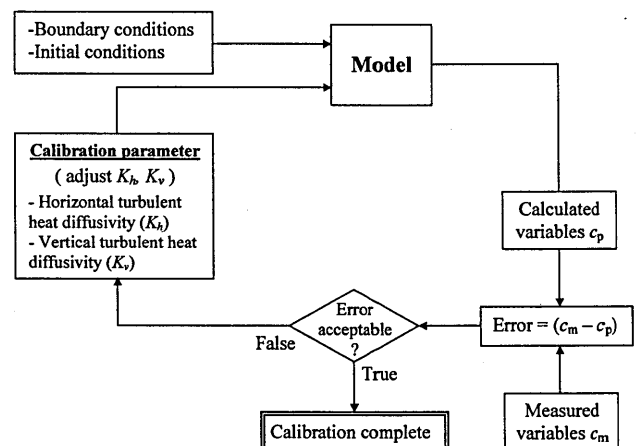 -Boundary conditions
-Initial conditions
Model
Calibration parameter
( adjust Kh, Kv )
- Horizontal turbulent
heat diffusivity (Kh)
- Vertical turbulent heat
diffusivity (Kv)
Calculated
variables cp
Error
acceptable
?
Error = (cm – cp)
False
True
Calibration complete
Measured
variables cm